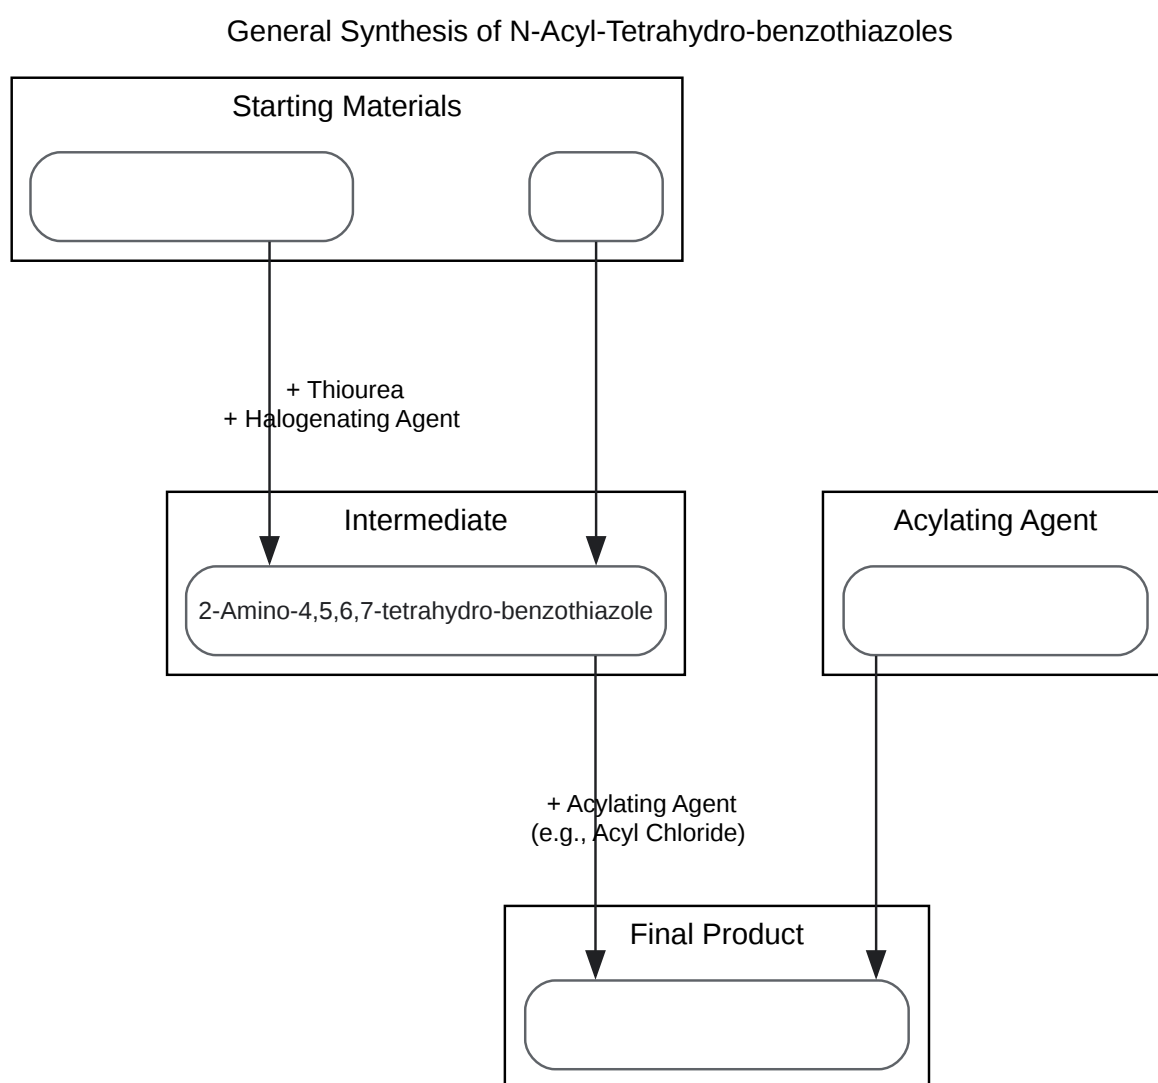 General Synthesis of N-Acyl-Tetrahydro-benzothiazoles
Starting Materials
+ Thiourea
+ Halogenating Agent
Intermediate
2-Amino-4,5,6,7-tetrahydro-benzothiazole
Acylating Agent
+ Acylating Agent
(e.g., Acyl Chloride)
Final Product